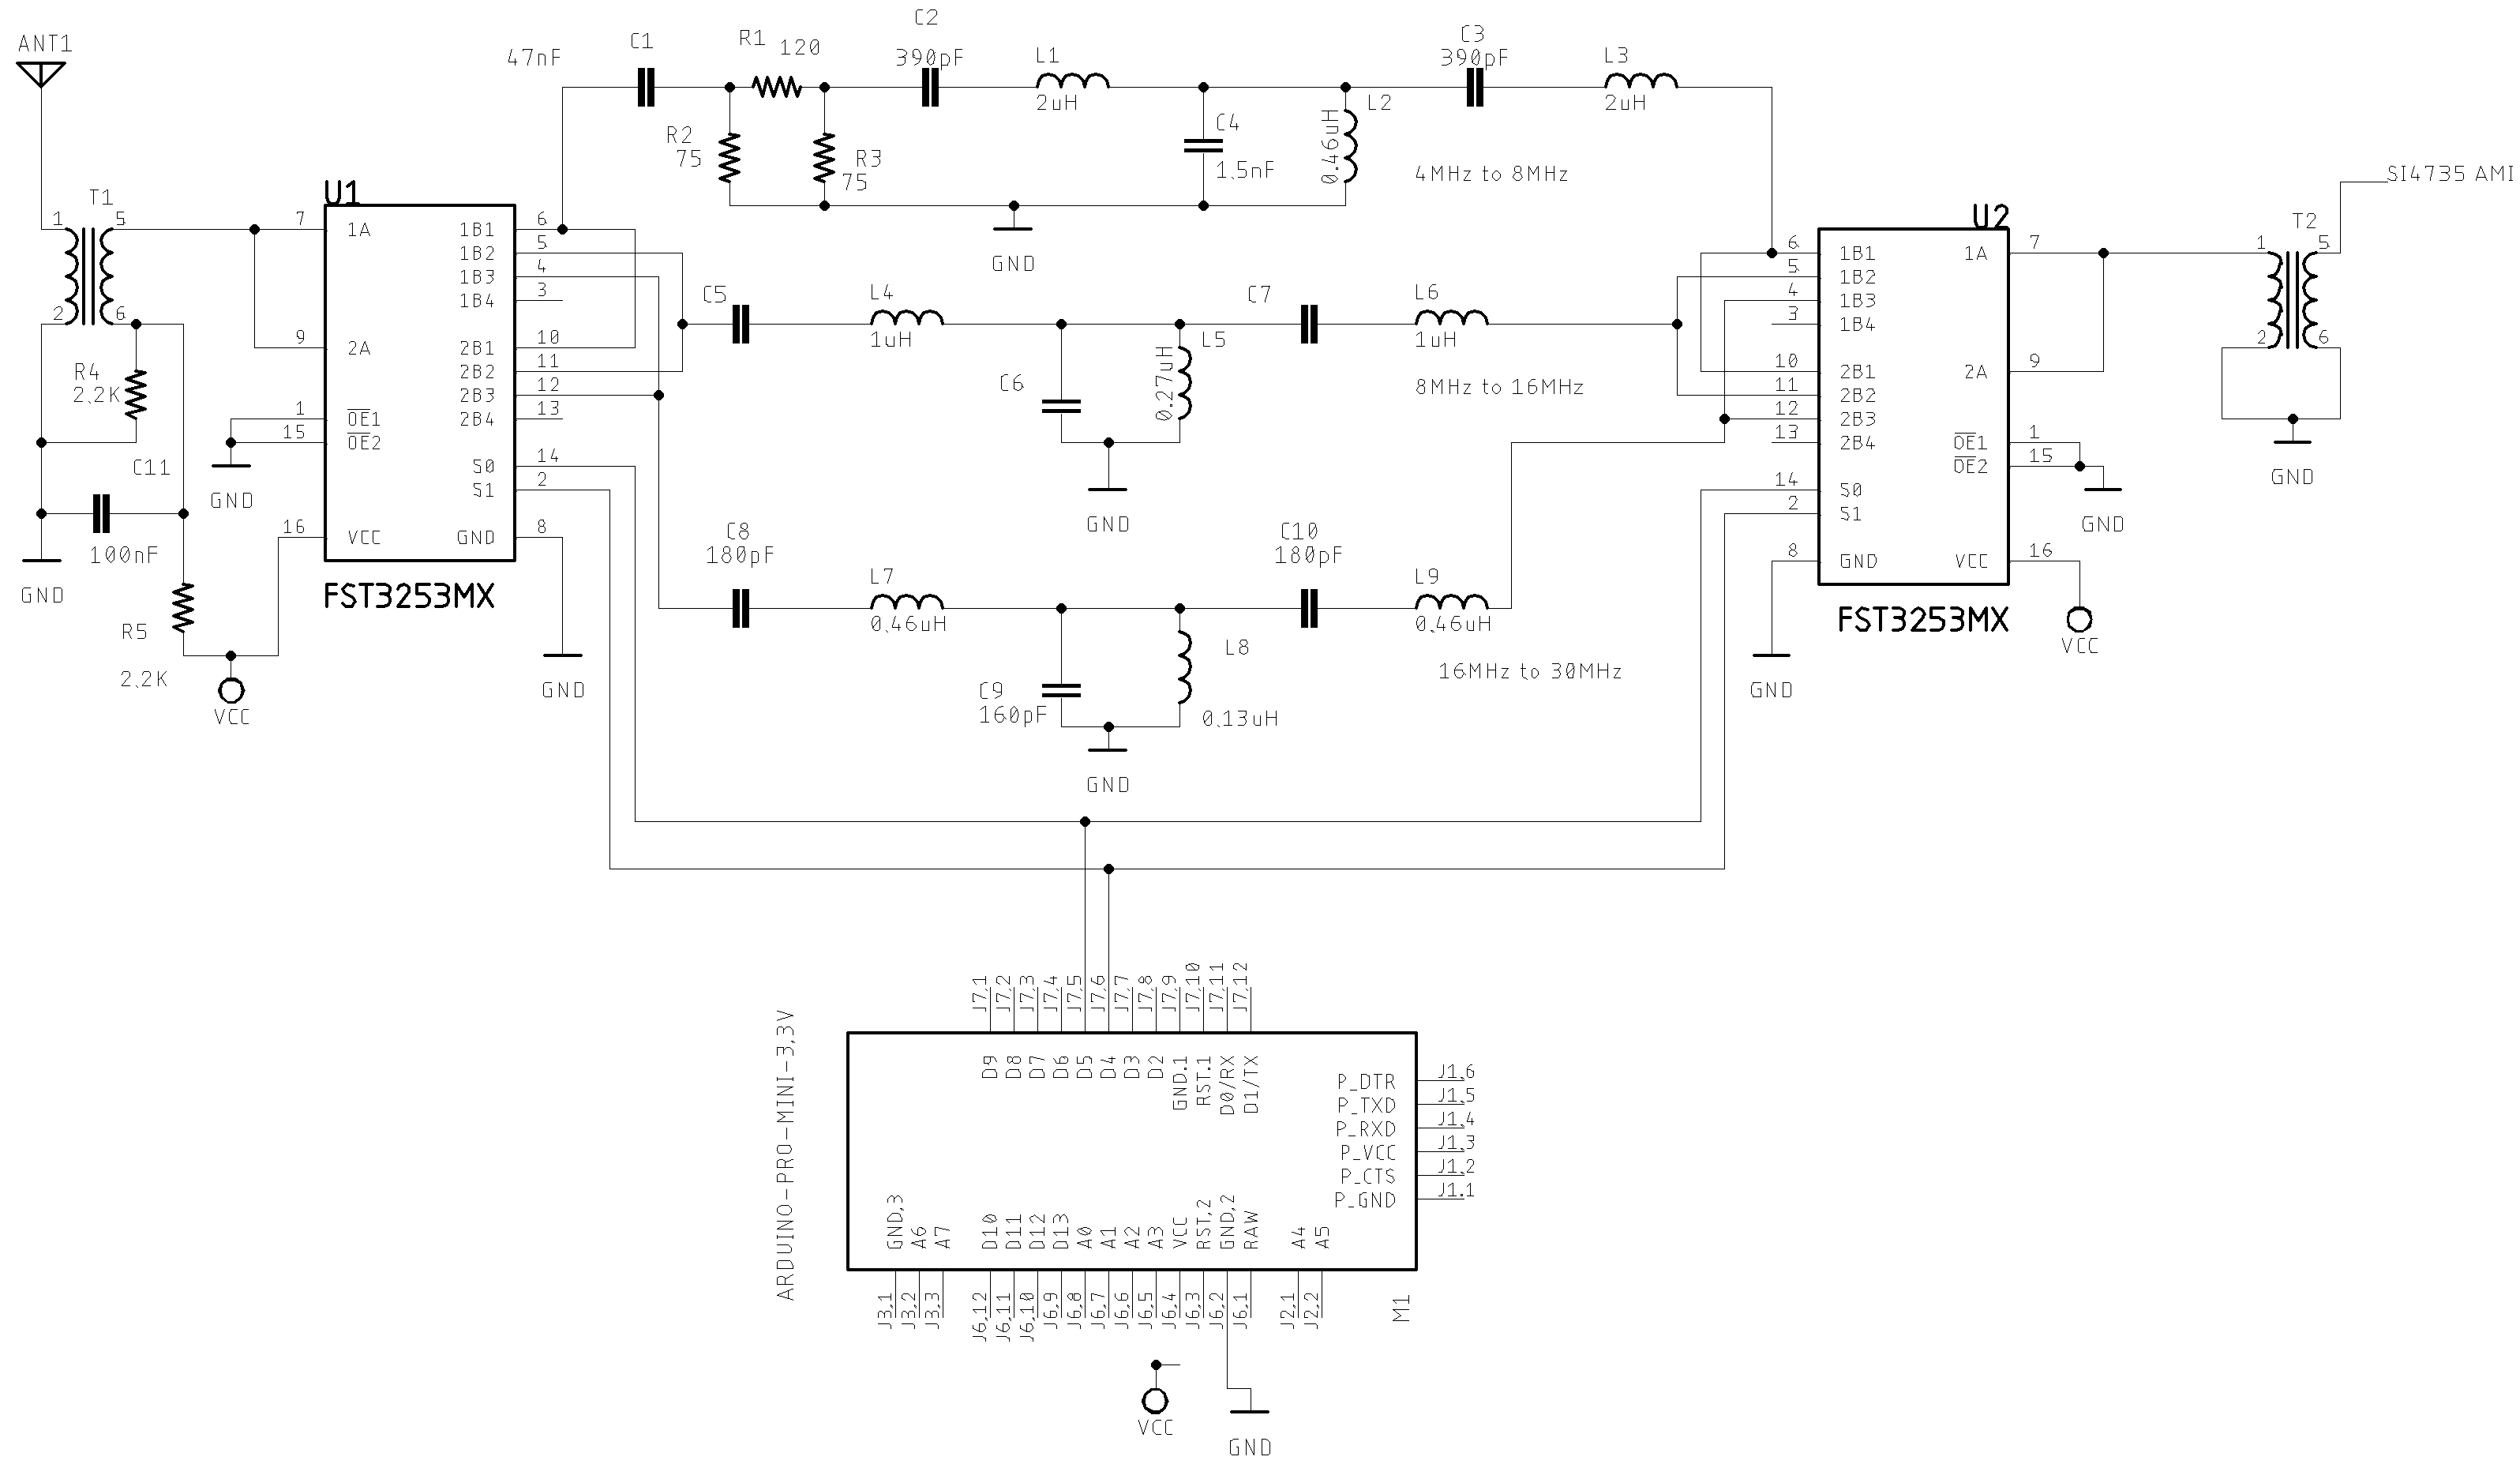 ANT1
47nF
C1
R1 120
C2
390pF
L1
2uH
C3
390pF
L3
2uH
R2
75
R3
75
C4
1.5nF
L2
0.46uH
4MHz to 8MHz
GND
SI4735 AMI
T1
1
5
2
6
R4
2.2K
C11
100nF
GND
R5
2.2K
VCC
GND
U1
7 1A
9 2A
1 OE1
15 OE2
16 VCC
1B1 6
1B2 5
1B3 4
1B4 3
2B1 10
2B2 11
2B3 12
2B4 13
S0 14
S1 2
GND 8
FST3253MX
GND
C5
L4
1uH
C6
L5
0.27uH
C7
L6
1uH
8MHz to 16MHz
GND
C8
180pF
L7
0.46uH
C9
160pF
L8
0.13uH
C10
180pF
L9
0.46uH
16MHz to 30MHz
GND
U2
6 1B1
5 1B2
4 1B3
3 1B4
10 2B1
11 2B2
12 2B3
13 2B4
14 S0
2 S1
8 GND
1A 7
2A 9
OE1 1
OE2 15
VCC 16
FST3253MX
GND
GND
VCC
T2
1
5
2
6
GND
ARDUINO-PRO-MINI-3.3V
J7.1
J7.2
J7.3
J7.4
J7.5
J7.6
J7.7
J7.8
J7.9
J7.10
J7.11
J7.12
D9
D8
D7
D6
D5
D4
D3
D2
GND.1
RST.1
D0/RX
D1/TX
P_DTR J1.6
P_TXD J1.5
P_RXD J1.4
P_VCC J1.3
P_CTS J1.2
P_GND J1.1
GND.3
A6
A7
D10
D11
D12
D13
A0
A1
A2
A3
VCC
RST.2
GND.2
RAW
A4
A5
J3.1
J3.2
J3.3
J6.12
J6.11
J6.10
J6.9
J6.8
J6.7
J6.6
J6.5
J6.4
J6.3
J6.2
J6.1
J2.1
J2.2
M1
VCC
GND